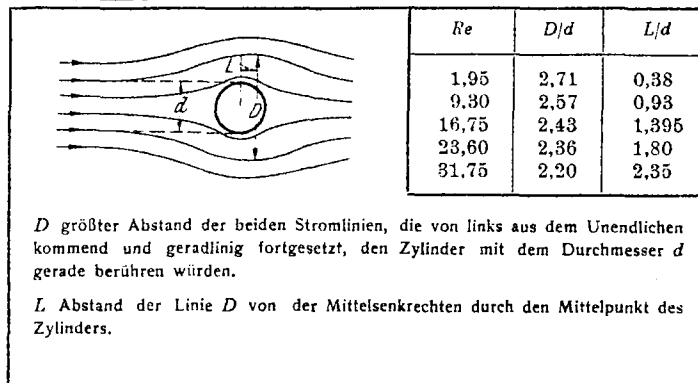 L
d
D
Re D/d L/d
1,95 2,71 0,38
9,30 2,57 0,93
16,75 2,43 1,395
23,60 2,36 1,80
31,75 2,20 2,35
D größter Abstand der beiden Stromlinien, die von links aus dem Unendlichen
kommend und geradlinig fortgesetzt, den Zylinder mit dem Durchmesser d
gerade berühren würden.
L Abstand der Linie D von der Mittelsenkrechten durch den Mittelpunkt des
Zylinders.